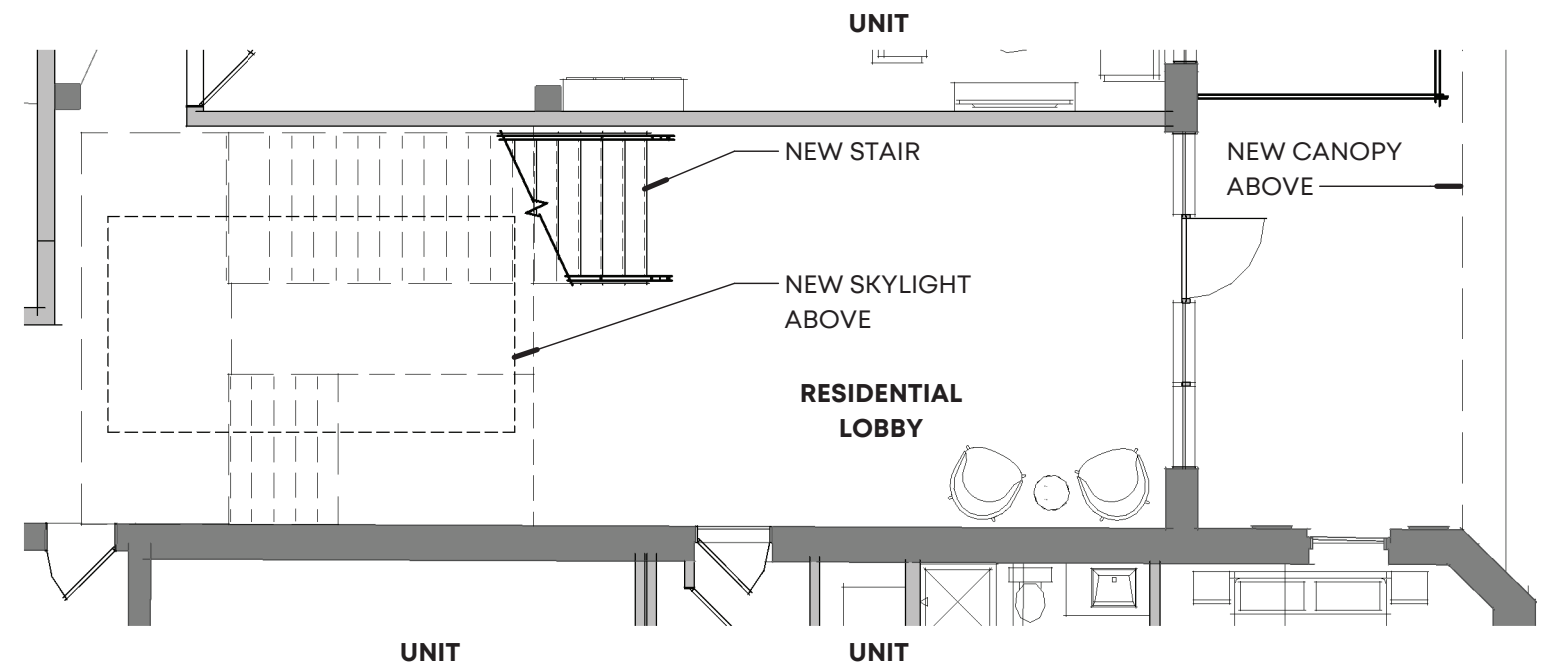 UNIT
NEW STAIR
NEW CANOPY
ABOVE
NEW SKYLIGHT
ABOVE
RESIDENTIAL
LOBBY
UNIT
UNIT